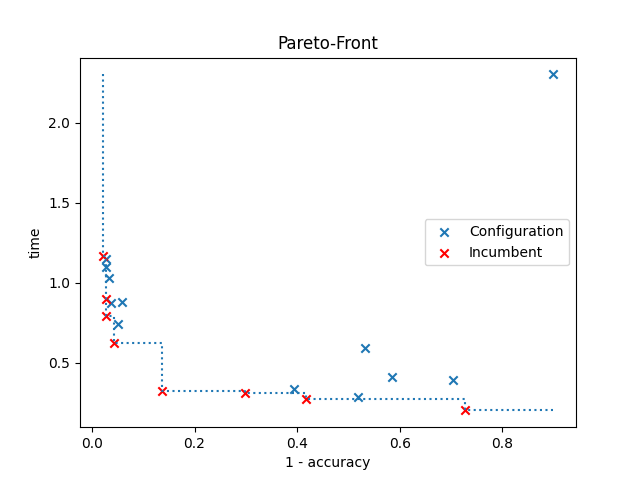 Pareto-Front
time
2.0
1.5
1.0
0.5
Configuration
Incumbent
0.0 0.2 0.4 0.6 0.8
1 - accuracy